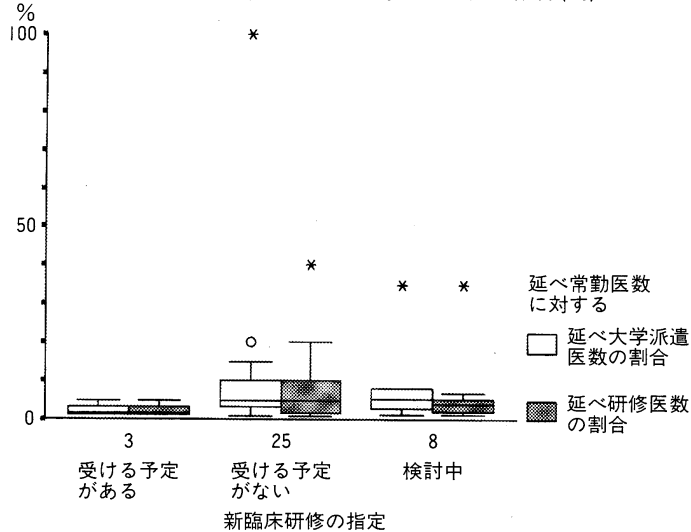 %
100
50
0
3
25
8
受ける予定
がある
受ける予定
がない
検討中
新臨床研修の指定
延べ常勤医数
に対する
延べ大学派遣
医数の割合
延べ研修医数
の割合